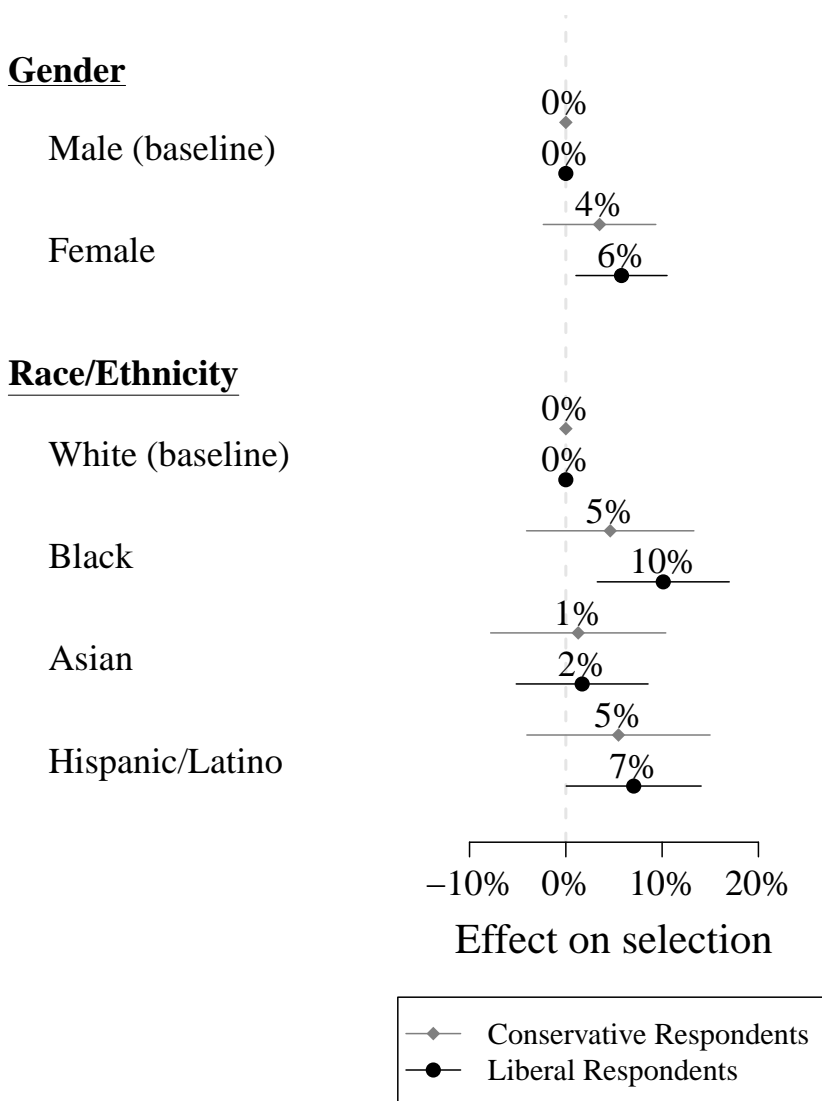 Gender
0%
Male (baseline)
0%
4%
Female
6%
Race/Ethnicity
0%
White (baseline)
0%
5%
Black
10%
1%
Asian
2%
5%
Hispanic/Latino
7%
−10% 0% 10% 20%
Effect on selection
Conservative Respondents
Liberal Respondents